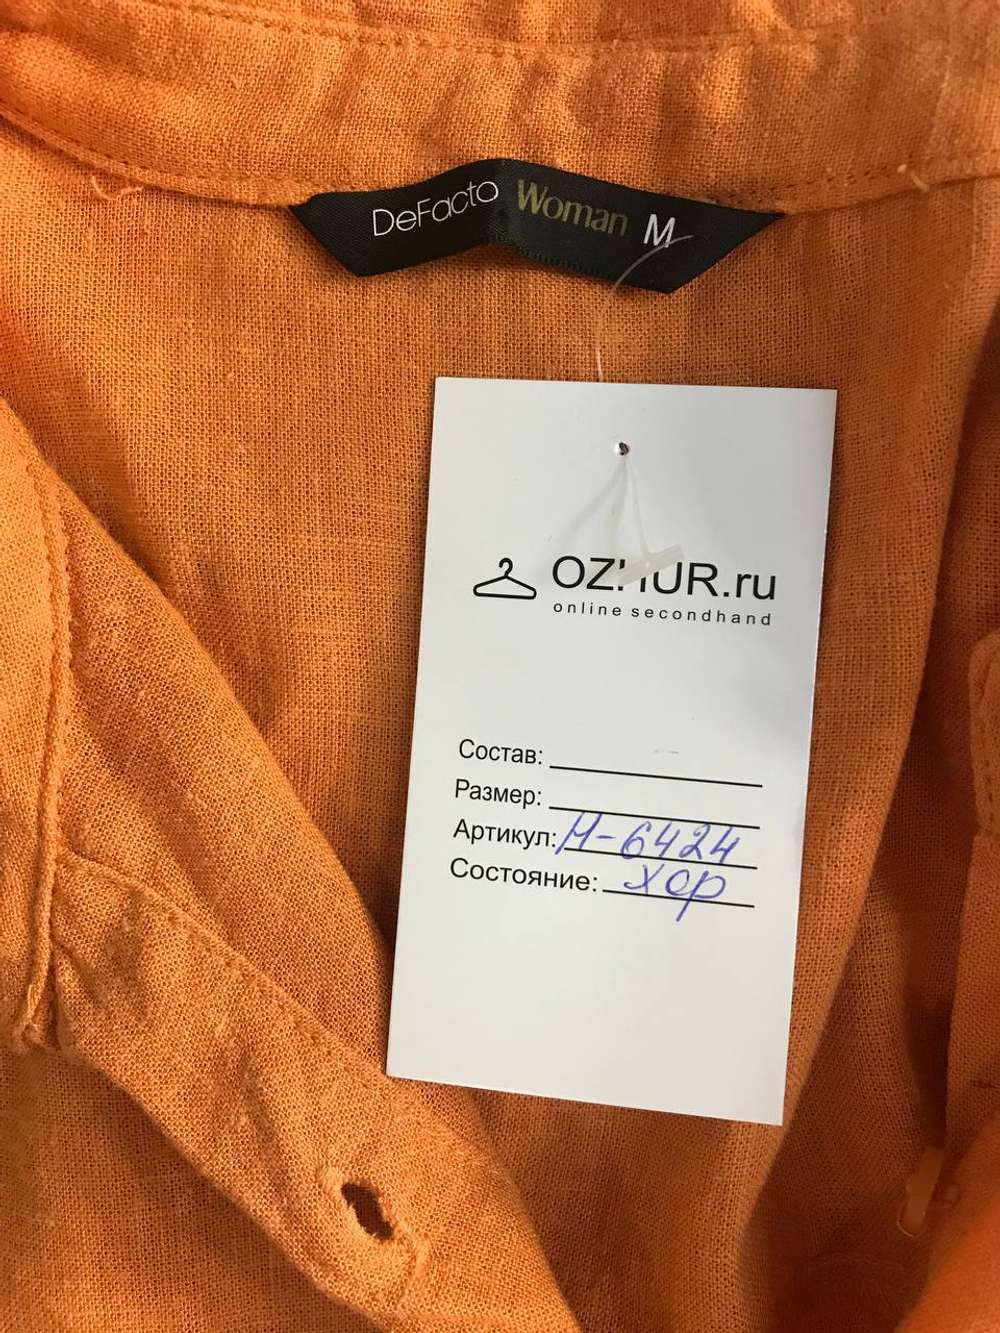 DeFacto Woman M
OZHUR.ru
online secondhand
Состав:
Размер:
Артикул: М-6424
Состояние: хор